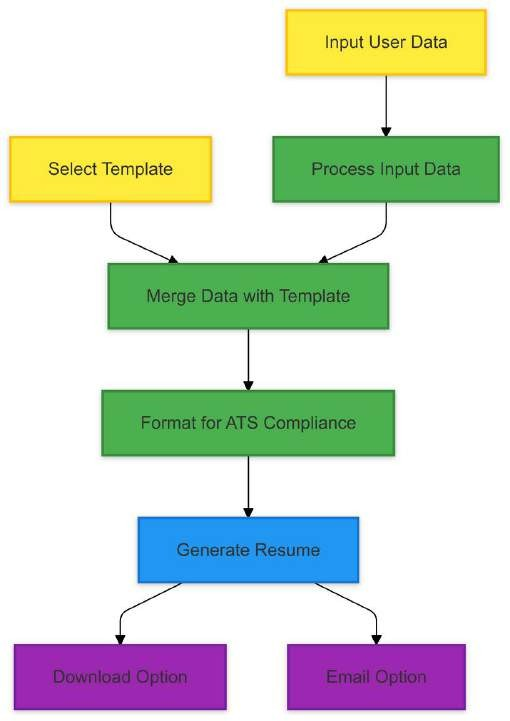 Input User Data
Select Template
Process Input Data
Merge Data with Template
Format for ATS Compliance
Generate Resume
Download Option
Email Option